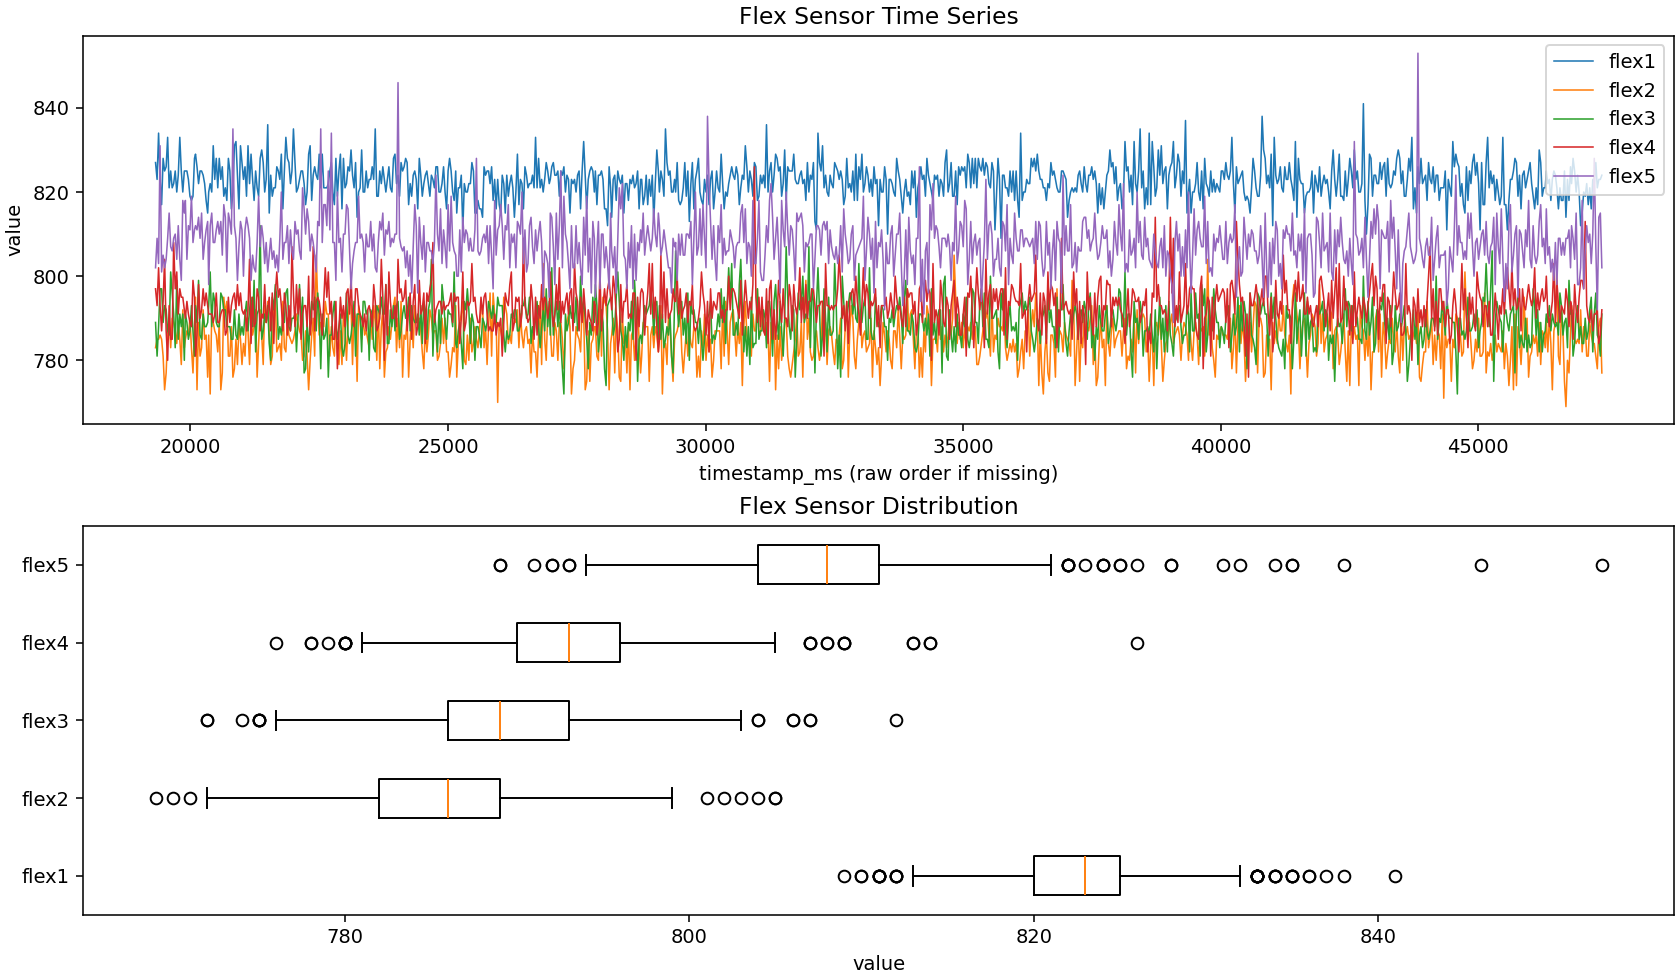 Flex Sensor Time Series
value
840
820
800
780
flex1
flex2
flex3
flex4
flex5
20000 25000 30000 35000 40000 45000
timestamp_ms (raw order if missing)
Flex Sensor Distribution
flex5
flex4
flex3
flex2
flex1
780 800 820 840
value